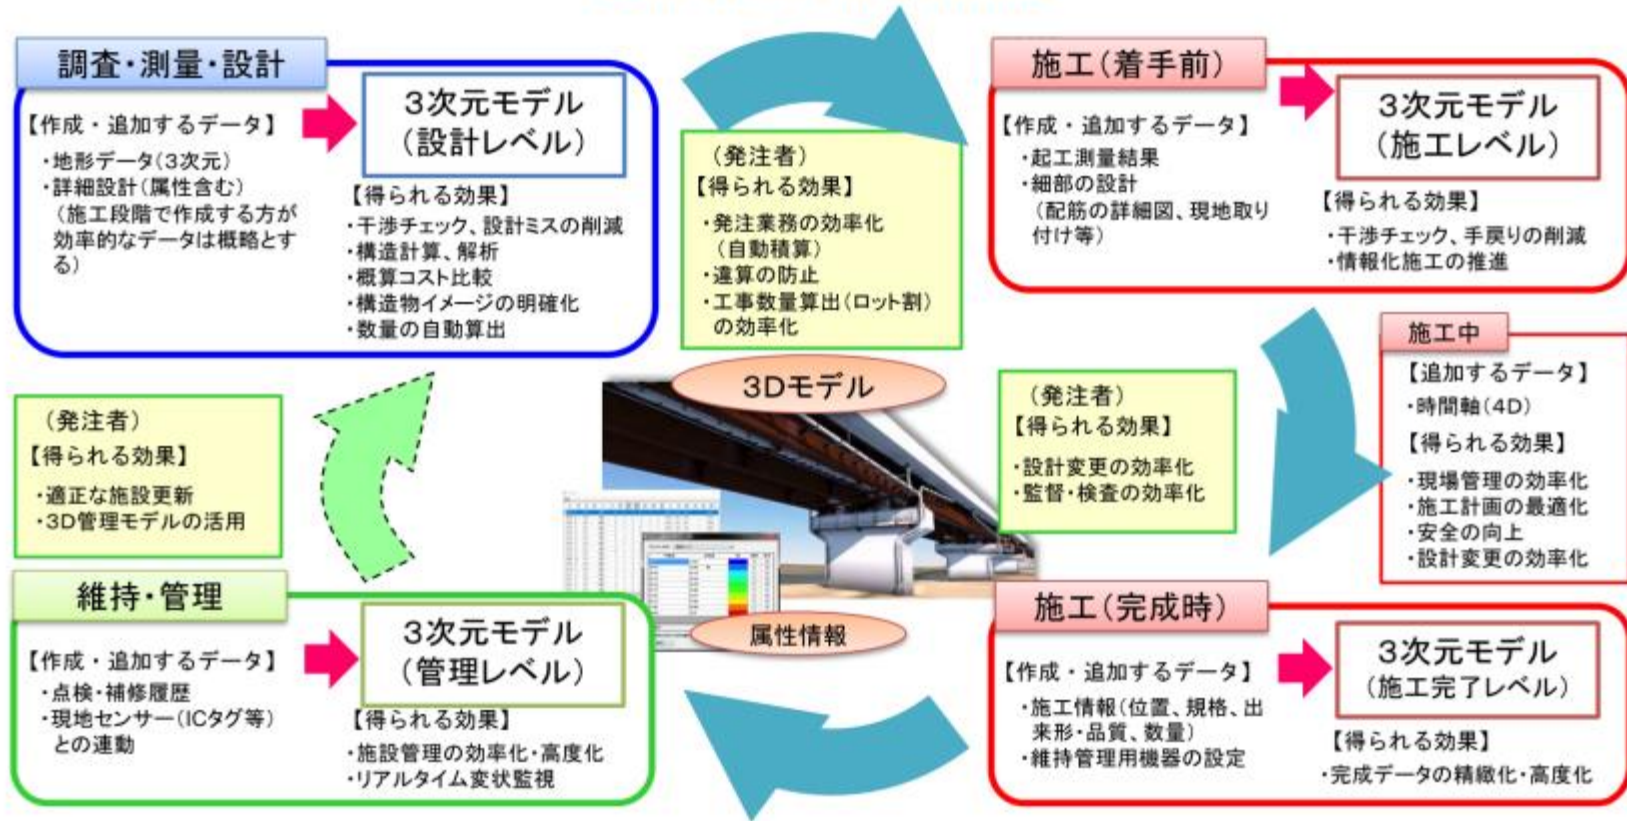 調査・測量・設計
【作成・追加するデータ】
・地形データ(3次元)
・詳細設計(属性含む)
(施工段階で作成する方が
効率的なデータは概略とす
る)
3次元モデル
(設計レベル)
【得られる効果】
・干渉チェック、設計ミスの削減
・構造計算、解析
・概算コスト比較
・構造物イメージの明確化
・数量の自動算出
(発注者)
【得られる効果】
・発注業務の効率化
(自動積算)
・違算の防止
・工事数量算出(ロット割)
の効率化
施工(着手前)
【作成・追加するデータ】
・起工測量結果
・細部の設計
(配筋の詳細図、現地取り
付け等)
3次元モデル
(施工レベル)
【得られる効果】
・干渉チェック、手戻りの削減
・情報化施工の推進
施工中
【追加するデータ】
・時間軸(4D)
【得られる効果】
・現場管理の効率化
・施工計画の最適化
・安全の向上
・設計変更の効率化
(発注者)
【得られる効果】
・設計変更の効率化
・監督・検査の効率化
3Dモデル
属性情報
(発注者)
【得られる効果】
・適正な施設更新
・3D管理モデルの活用
維持・管理
【作成・追加するデータ】
・点検・補修履歴
・現地センサー(ICタグ等)
との連動
3次元モデル
(管理レベル)
【得られる効果】
・施設管理の効率化・高度化
・リアルタイム変状監視
施工(完成時)
【作成・追加するデータ】
・施工情報(位置、規格、出
来形・品質、数量)
・維持管理用機器の設定
3次元モデル
(施工完了レベル)
【得られる効果】
・完成データの精緻化・高度化